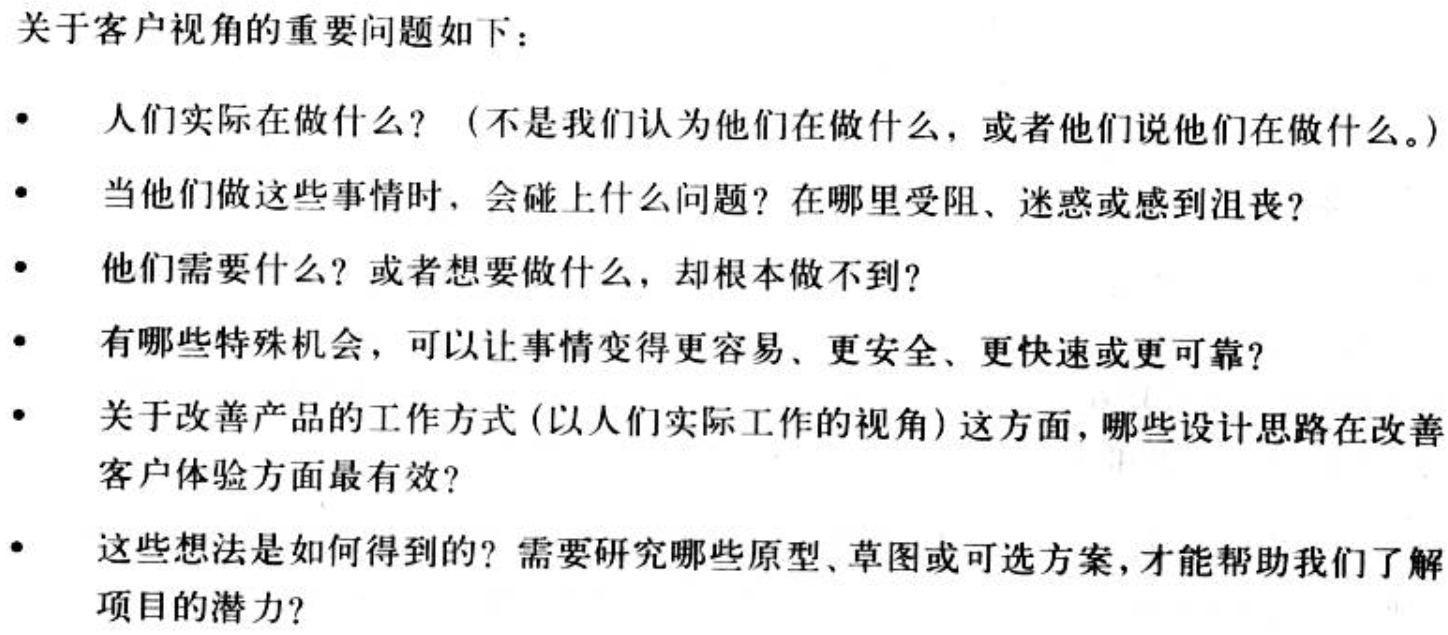 关于客户视角的重要问题如下：
• 人们实际在做什么？（不是我们认为他们在做什么，或者他们说他们在做什么。）
• 当他们做这些事情时，会碰上什么问题？在哪里受阻、迷惑或感到沮丧？
• 他们需要什么？或者想要做什么，却根本做不到？
• 有哪些特殊机会，可以让事情变得更容易、更安全、更快速或更可靠？
• 关于改善产品的工作方式（以人们实际工作的视角）这方面，哪些设计思路在改善
客户体验方面最有效？
• 这些想法是如何得到的？需要研究哪些原型、草图或可选方案，才能帮助我们了解
项目的潜力？